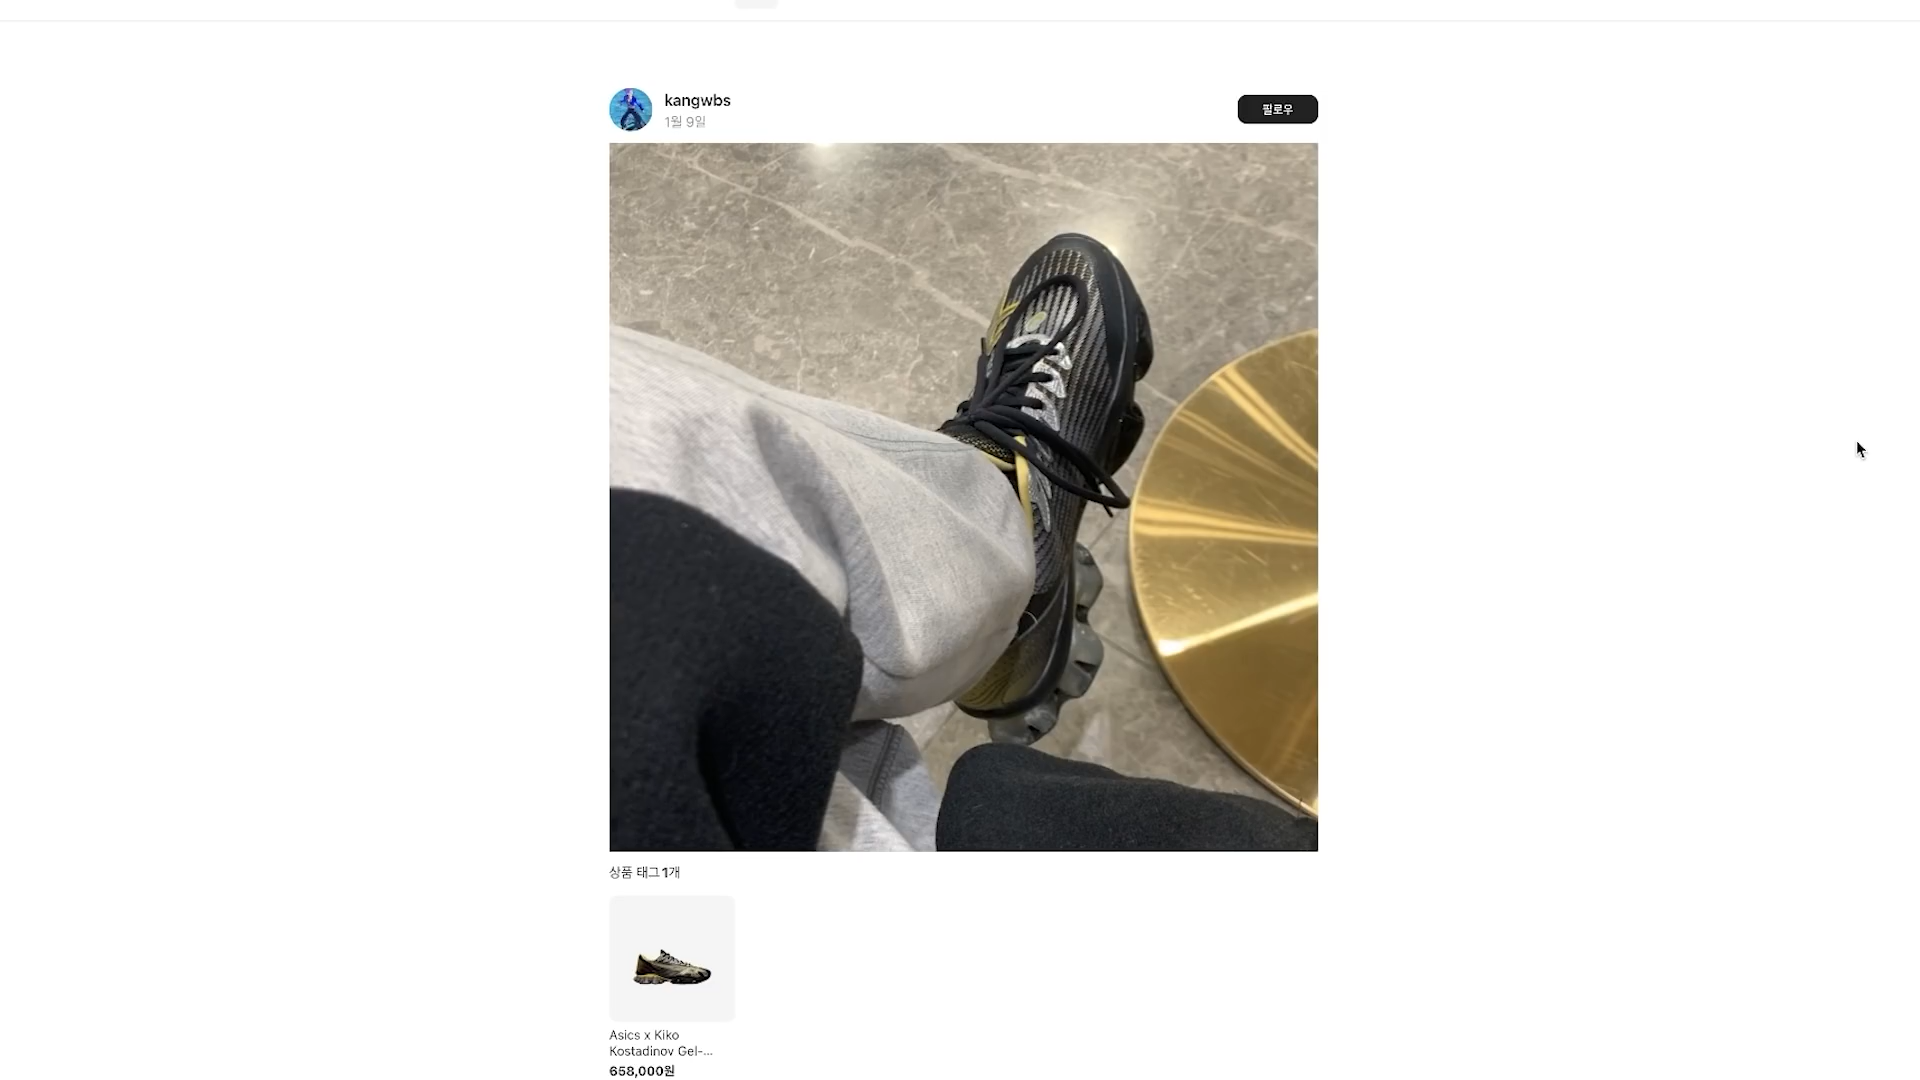 kangwbs
1월 9일
팔로우
상품 태그 1개
Asics x Kiko
Kostadinov Gel-...
658,000원